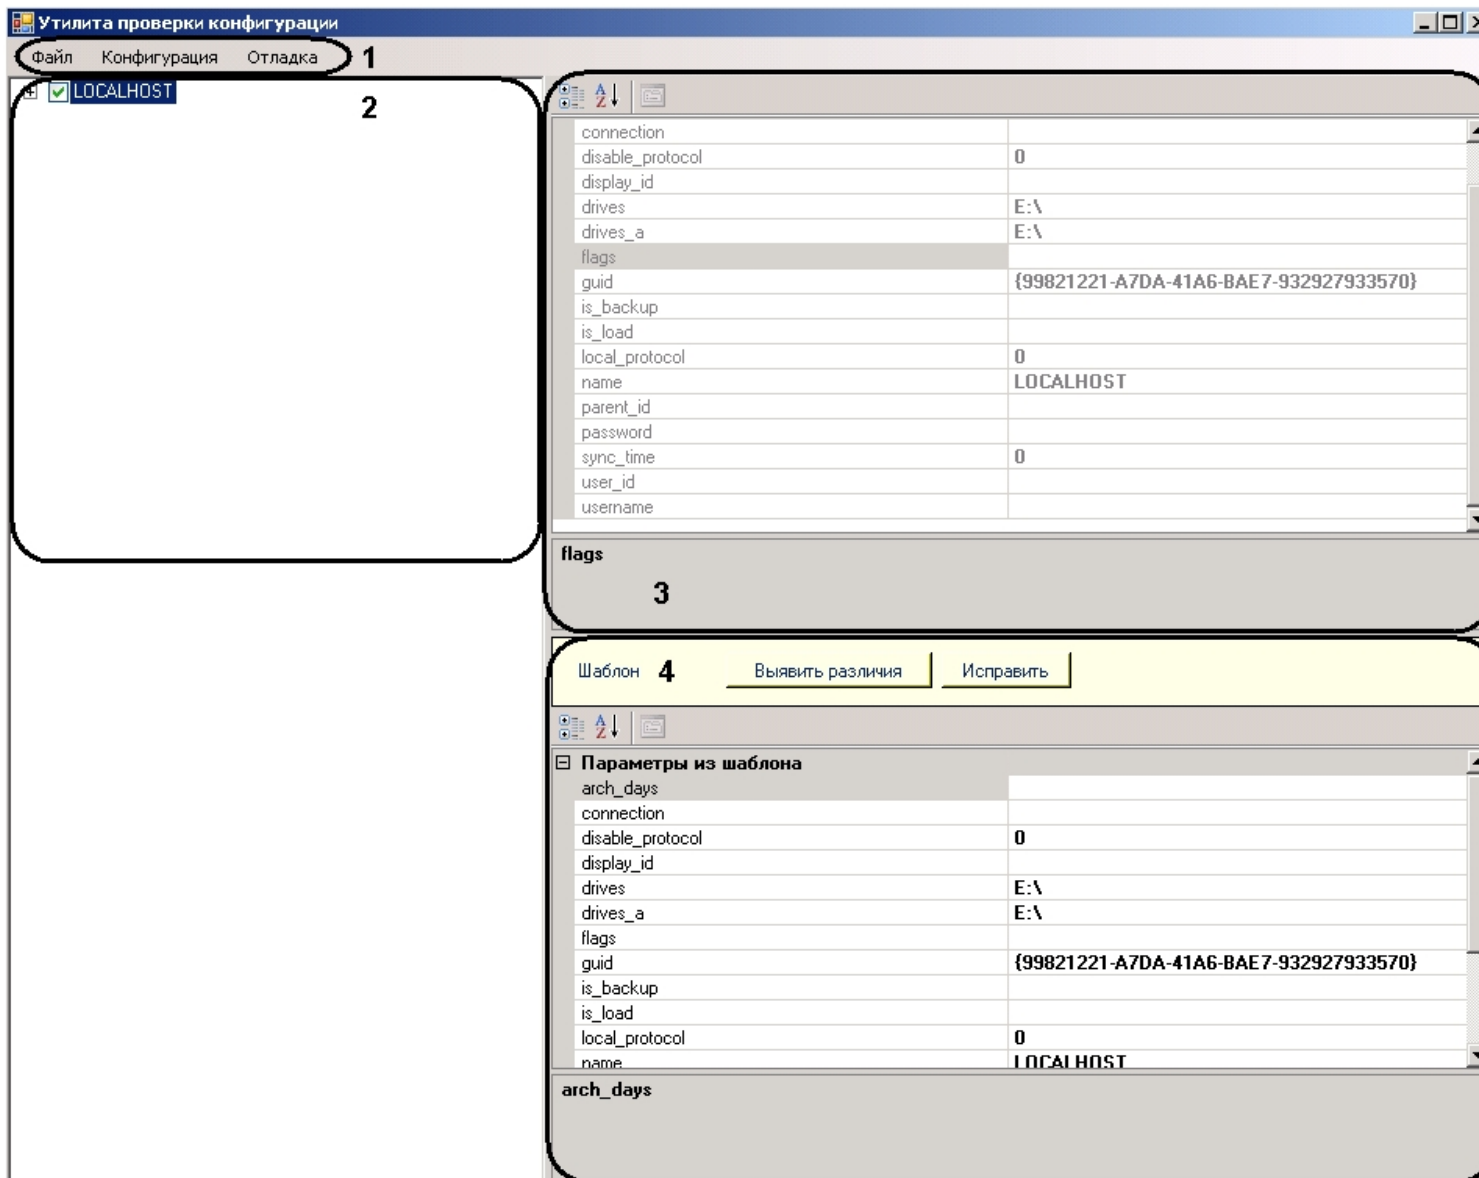 Утилита проверки конфигурации
Файл Конфигурация Отладка 1
LOCALHOST
2
connection
disable_protocol 0
display_id
drives E:\
drives_a E:\
flags
guid {99821221-A7DA-41A6-BAE7-932927933570}
is_backup
is_load
local_protocol 0
name LOCALHOST
parent_id
password
sync_time 0
user_id
username
flags
3
Шаблон 4 Выявить различия Исправить
Параметры из шаблона
arch_days
connection
disable_protocol 0
display_id
drives E:\
drives_a E:\
flags
guid {99821221-A7DA-41A6-BAE7-932927933570}
is_backup
is_load
local_protocol 0
name LOCALHOST
arch_days